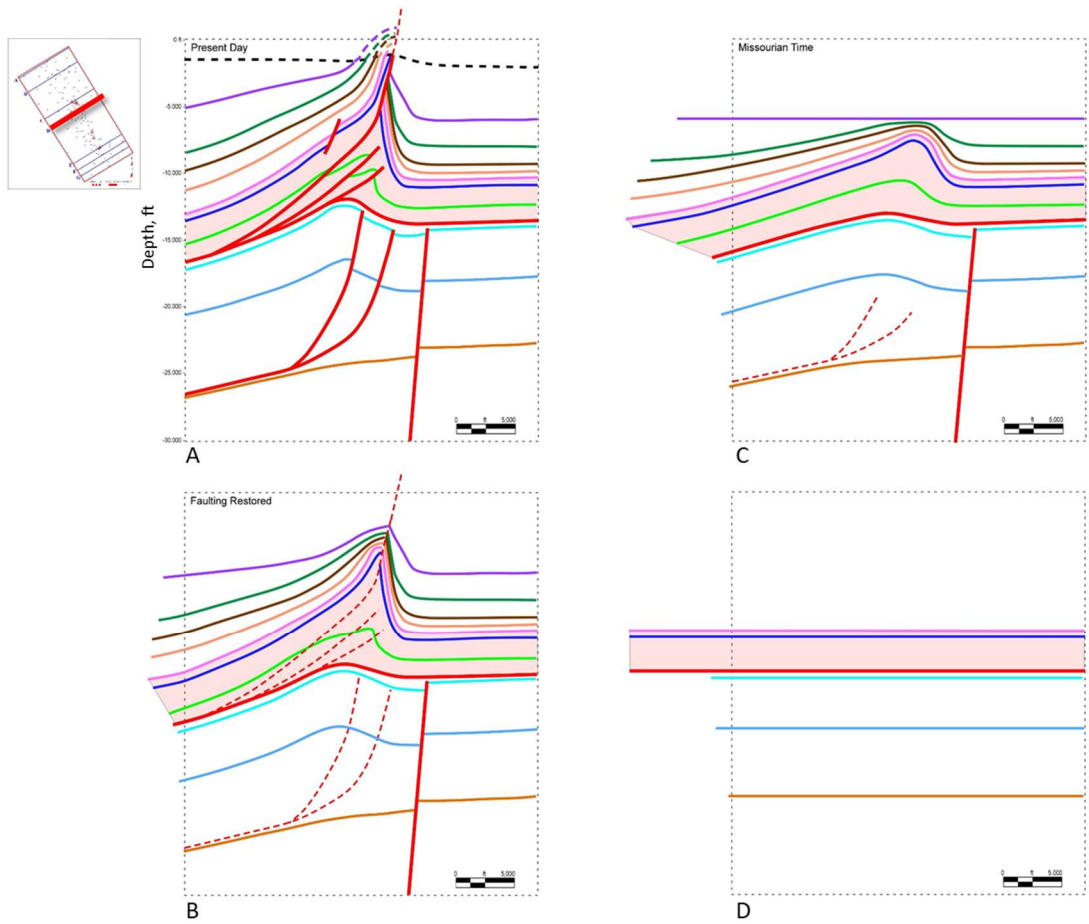 Present Day
0 ft
-5.000
-10.000
-15.000
-20.000
-25.000
-30.000
Depth, ft
0 ft 5.000
A
Missourian Time
0 ft 5.000
C
Faulting Restored
0 ft 5.000
B
0 ft 5.000
D